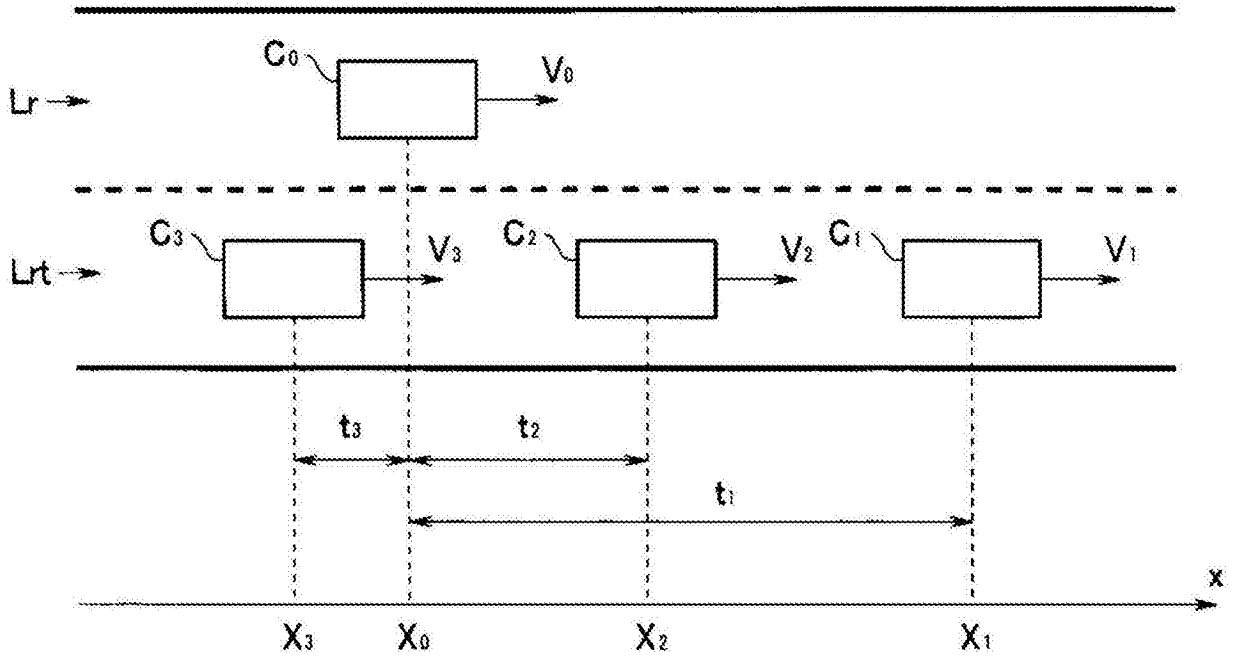 C₀
V₀
Lr
C₃
V₃
C₂
V₂
C₁
V₁
Lrt
t₃
t₂
t₁
x
X₃
X₀
X₂
X₁